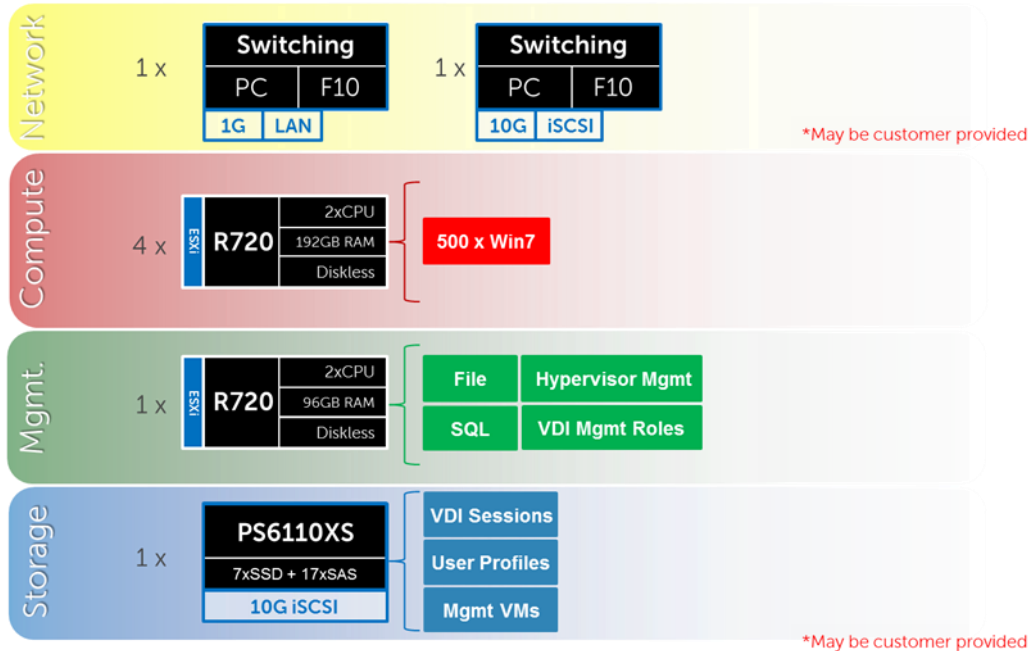 Network
1 x
Switching
PC F10
1G LAN
1 x
Switching
PC F10
10G iSCSI
*May be customer provided
Compute
4 x
ESXi
R720
2xCPU
192GB RAM
Diskless
500 x Win7
Mgmt.
1 x
ESXi
R720
2xCPU
96GB RAM
Diskless
File
Hypervisor Mgmt
SQL
VDI Mgmt Roles
Storage
1 x
PS6110XS
7xSSD + 17xSAS
10G iSCSI
VDI Sessions
User Profiles
Mgmt VMs
*May be customer provided